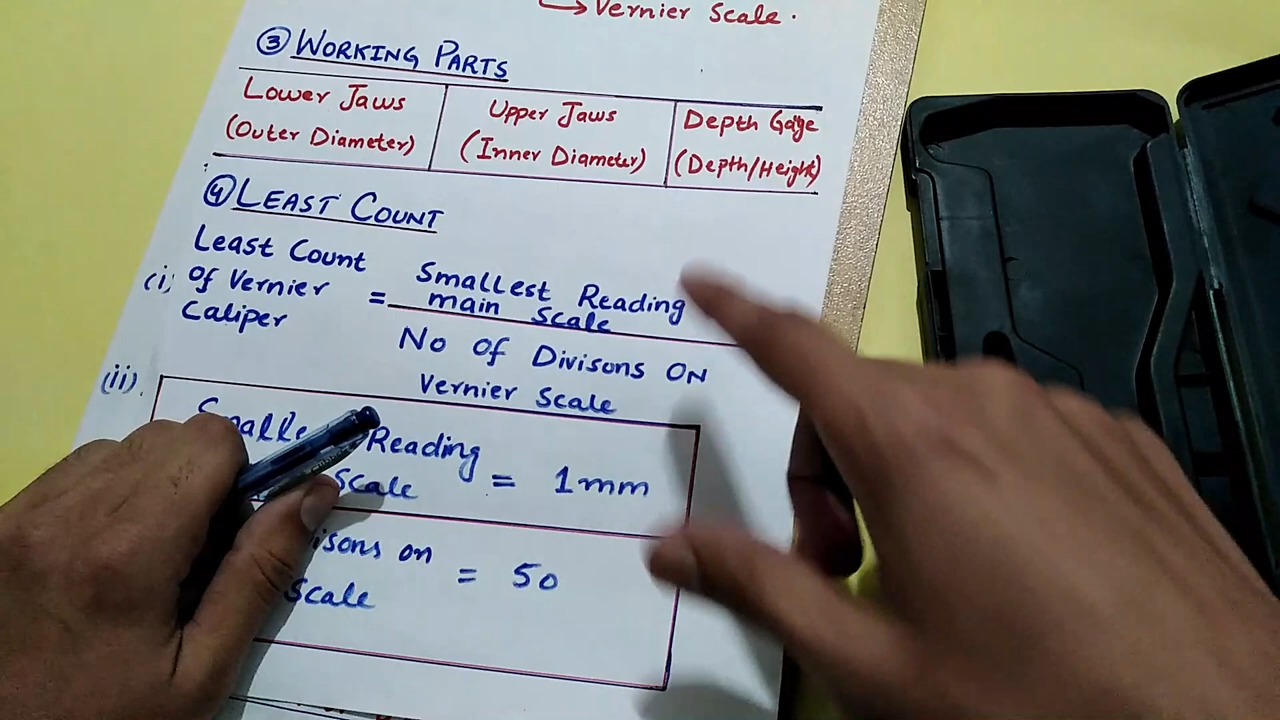 → Vernier Scale.
③ WORKING PARTS
Lower Jaws
(Outer Diameter)
Upper Jaws
(Inner Diameter)
Depth Gage
(Depth/Height)
④ LEAST COUNT
(i) Least Count
Of Vernier
Caliper
=
Smallest Reading
main Scale
No Of Divisons ON
Vernier Scale
(ii).
Reading
Scale
= 1mm
on
Scale
= 50